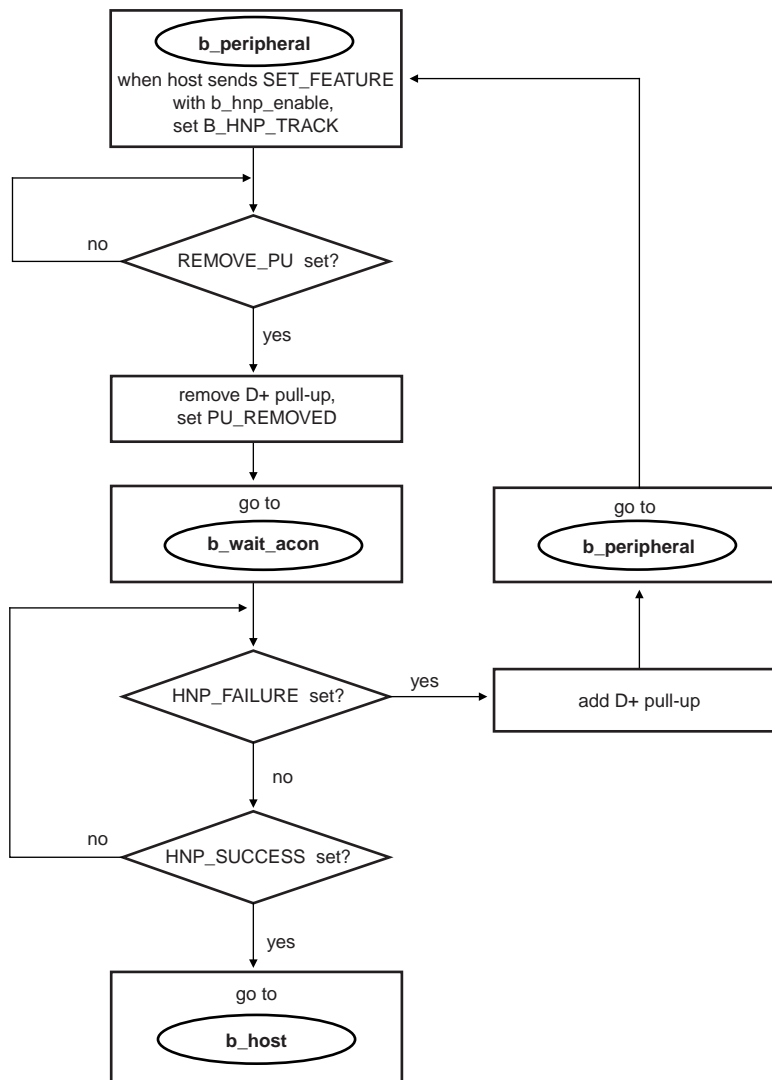 b_peripheral
when host sends SET_FEATURE
with b_hnp_enable,
set B_HNP_TRACK
no
REMOVE_PU set?
yes
remove D+ pull-up,
set PU_REMOVED
go to
b_wait_acon
go to
b_peripheral
HNP_FAILURE set?
yes
add D+ pull-up
no
no
HNP_SUCCESS set?
yes
go to
b_host